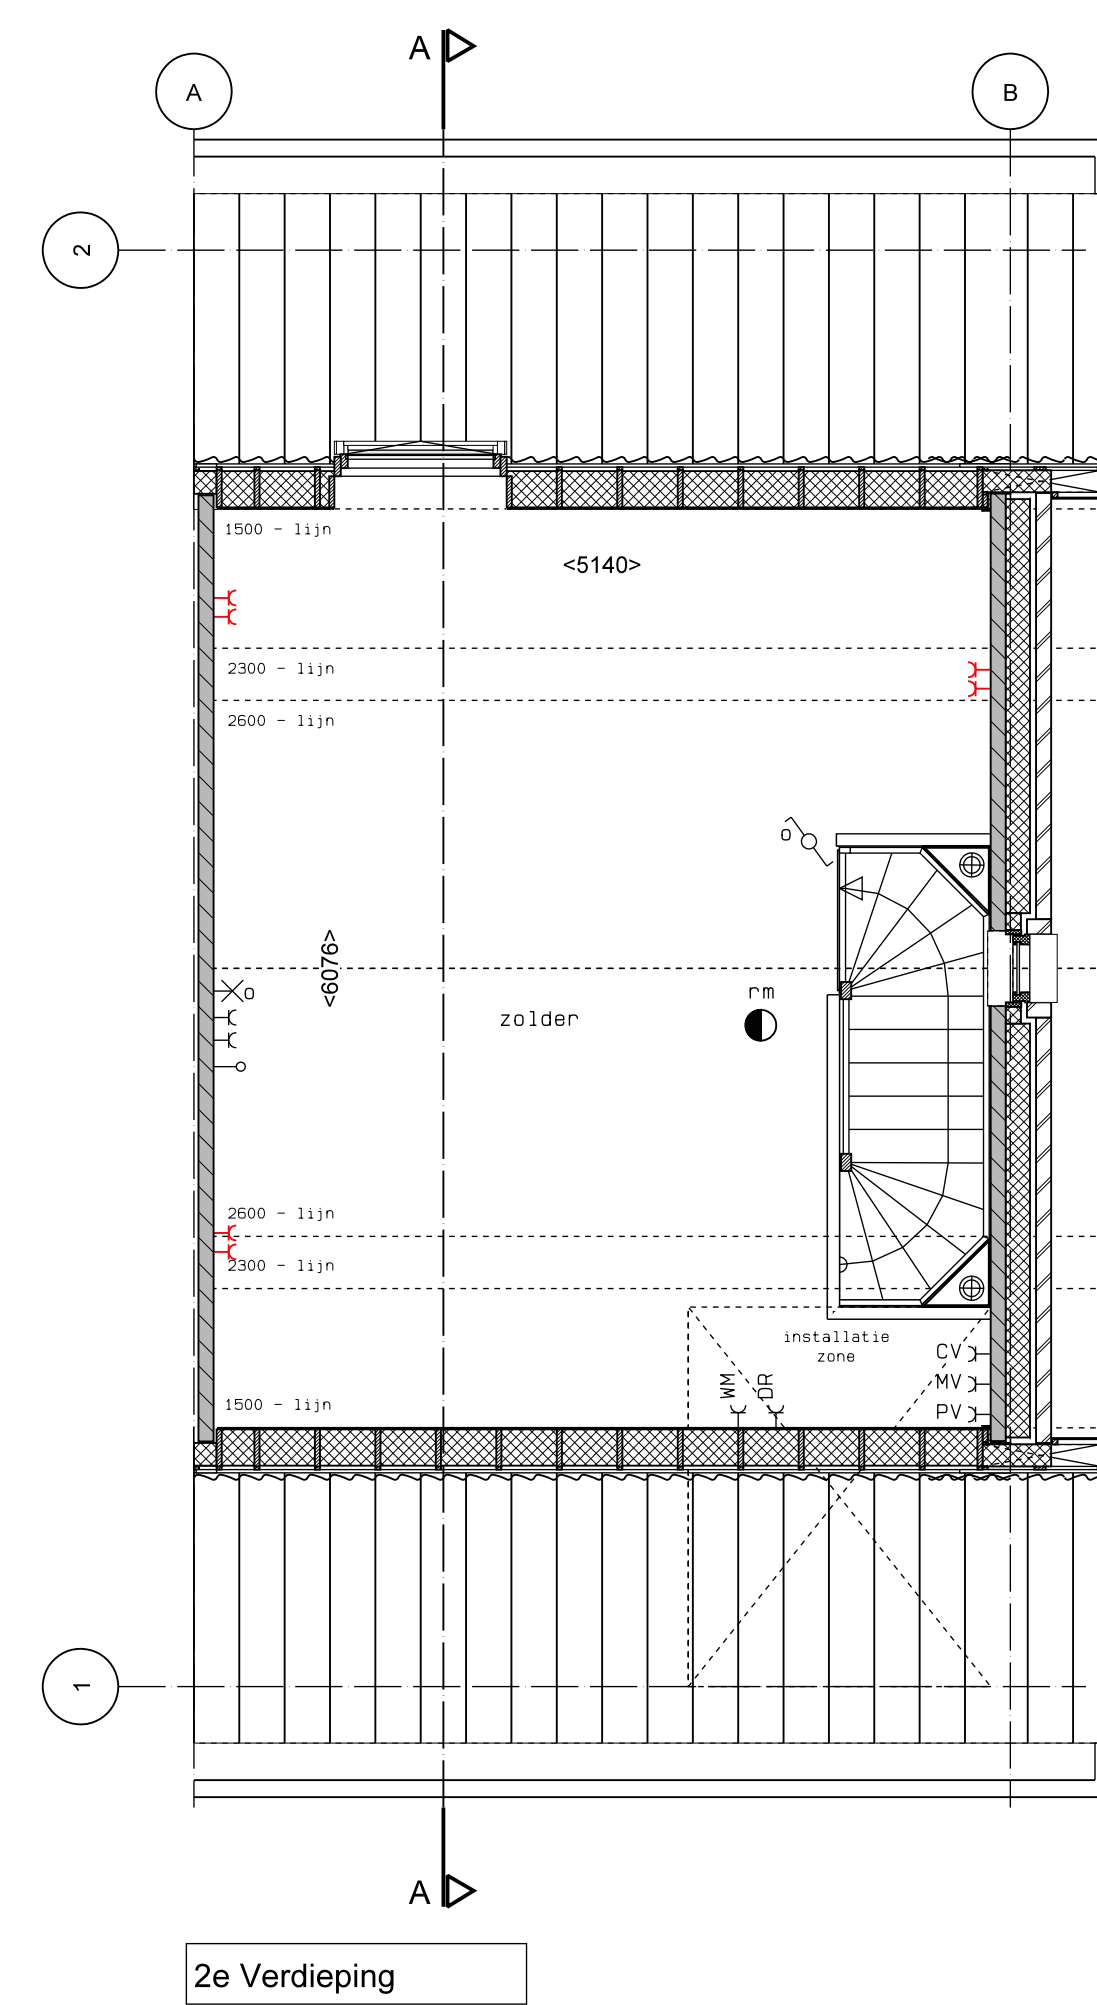 A
A
B
2
1500 - lijn
<5140>
2300 - lijn
2600 - lijn
o
<6076>
o
rm
zolder
2600 - lijn
2300 - lijn
installatie
zone
CV
MV
PV
WM
DR
1500 - lijn
1
A
2e Verdieping